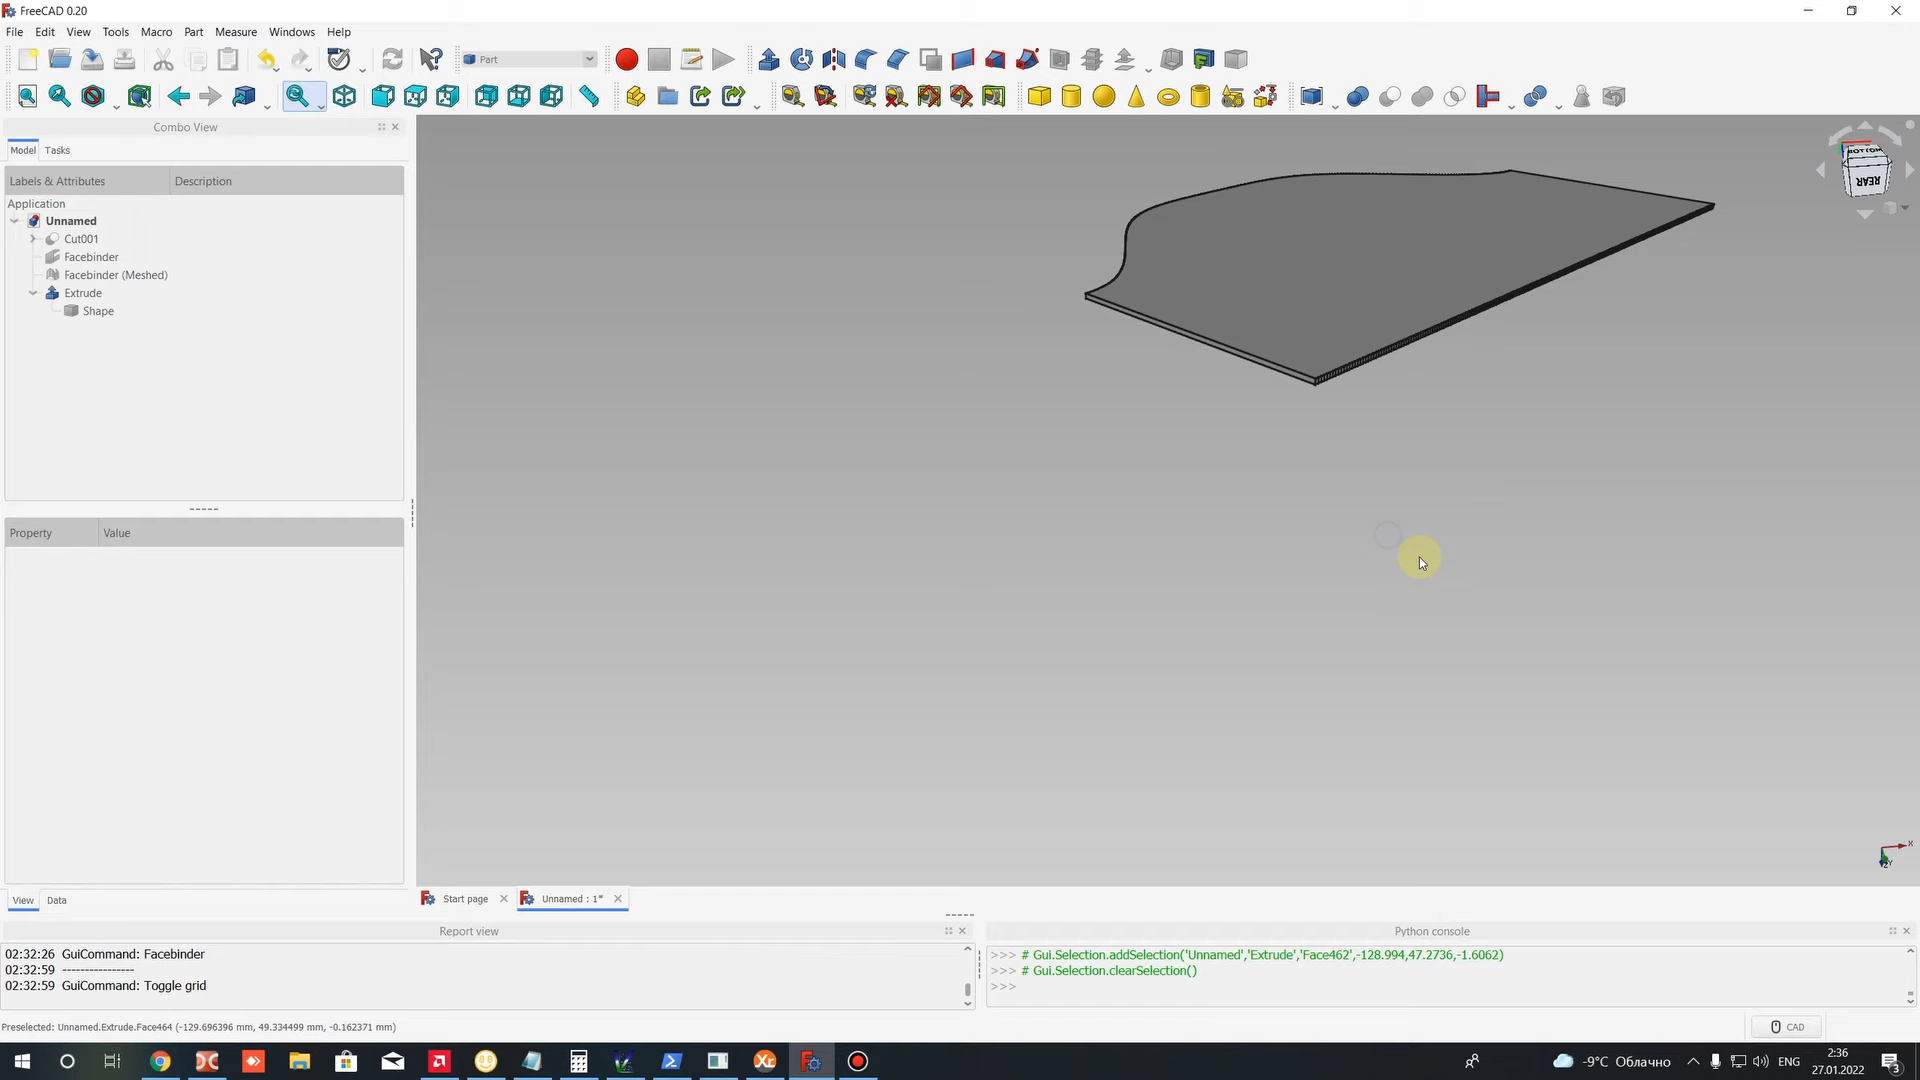 FreeCAD 0.20
File Edit View Tools Macro Part Measure Windows Help
Part
Combo View
Model Tasks
Labels & Attributes Description
Application
Unnamed
Cut001
Facebinder
Facebinder (Meshed)
Extrude
Shape
Property Value
View Data
BOTTOM
REAR
X
Y
Start page
Unnamed : 1*
Report view
02:32:26 GuiCommand: Facebinder
02:32:59 ----------------
02:32:59 GuiCommand: Toggle grid
Python console
>>> # Gui.Selection.addSelection('Unnamed','Extrude','Face462',-128.994,47.2736,-1.6062)
>>> # Gui.Selection.clearSelection()
>>>
Preselected: Unnamed.Extrude.Face464 (-129.696396 mm, 49.334499 mm, -0.162371 mm)
CAD
Xr
-9°C Облачно
ENG
2:36
27.01.2022
3